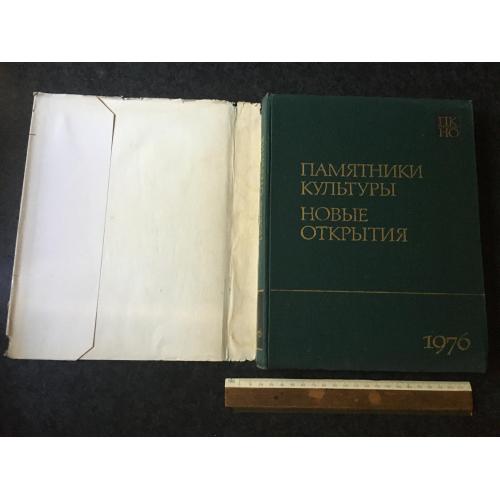 ПК
НО
ПАМЯТНИКИ
КУЛЬТУРЫ
НОВЫЕ
ОТКРЫТИЯ
1976